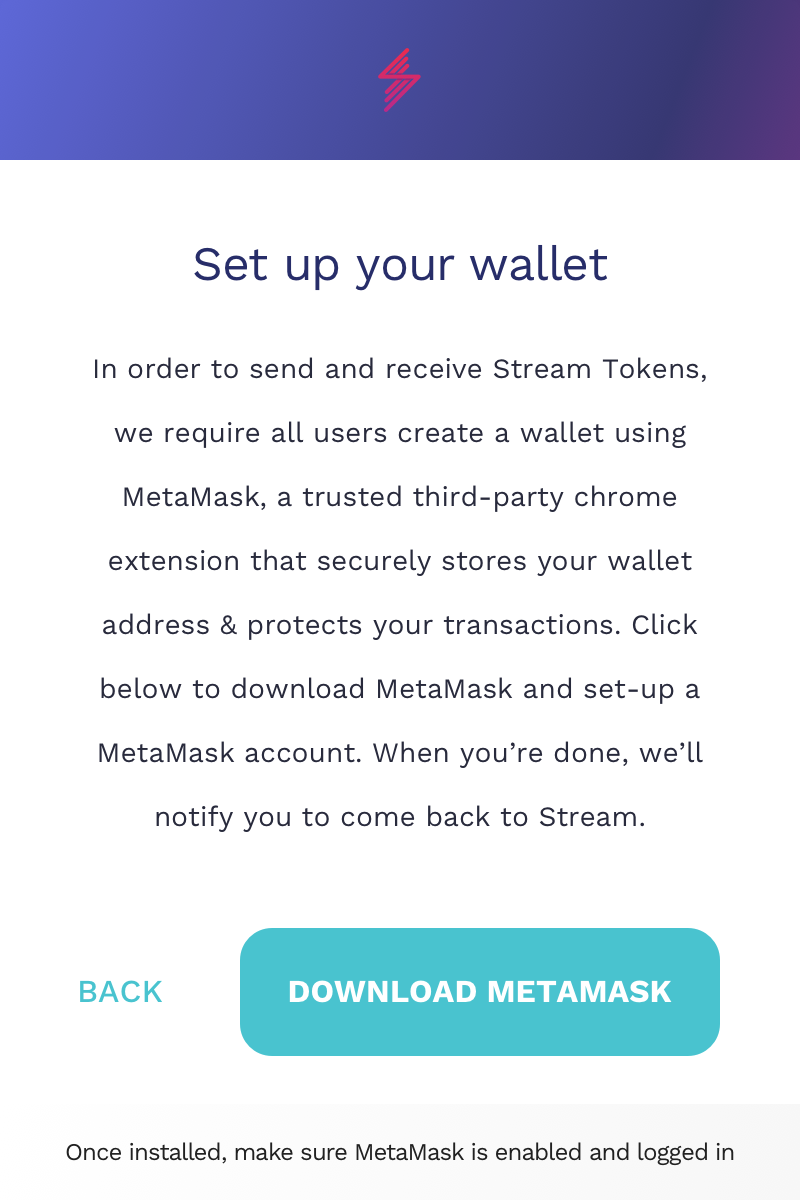 Set up your wallet
In order to send and receive Stream Tokens,
we require all users create a wallet using
MetaMask, a trusted third-party chrome
extension that securely stores your wallet
address & protects your transactions. Click
below to download MetaMask and set-up a
MetaMask account. When you’re done, we’ll
notify you to come back to Stream.
BACK
DOWNLOAD METAMASK
Once installed, make sure MetaMask is enabled and logged in